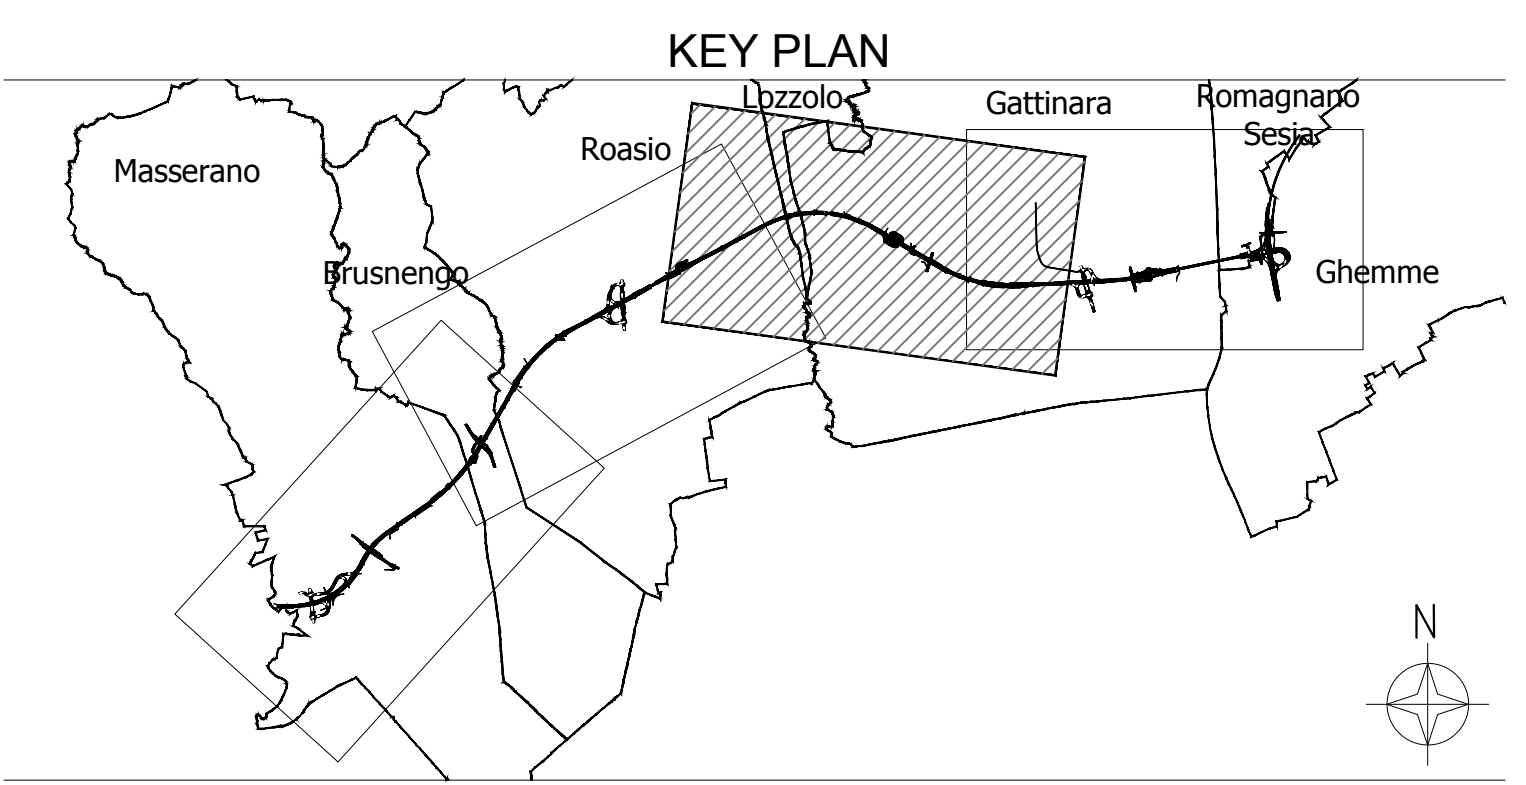 KEY PLAN
Lozzolo
Gattinara
Romagnano
Sesia
Roasio
Masserano
Brusnengo
Ghemme
N